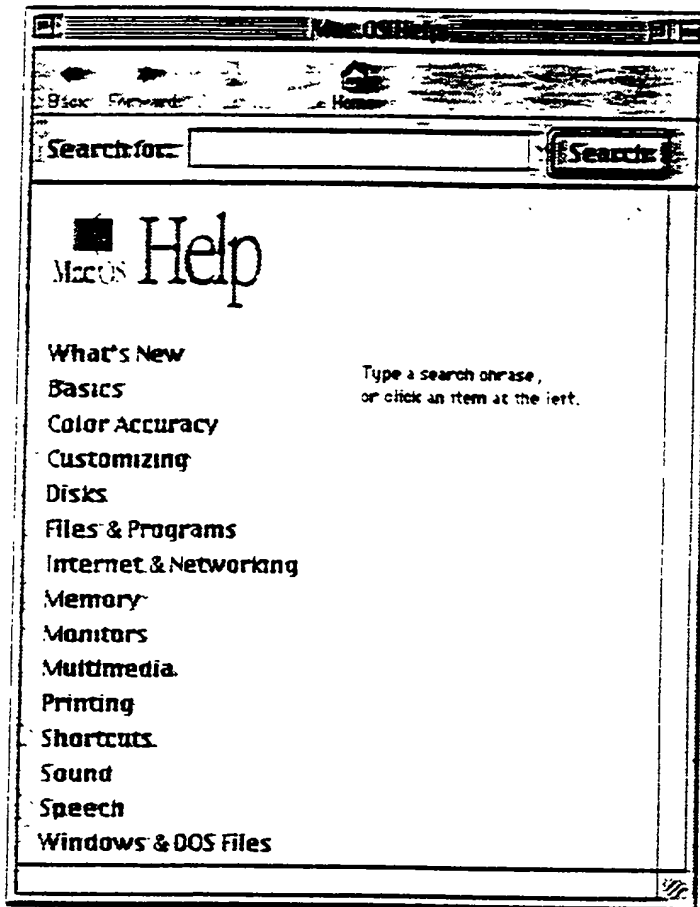 Mac OS Help
Back Forward Home
Search for: Search
Mac OS Help
What's New
Basics
Color Accuracy
Customizing
Disks
Files & Programs
Internet & Networking
Memory
Monitors
Multimedia
Printing
Shortcuts
Sound
Speech
Windows & DOS Files
Type a search phrase,
or click an item at the left.